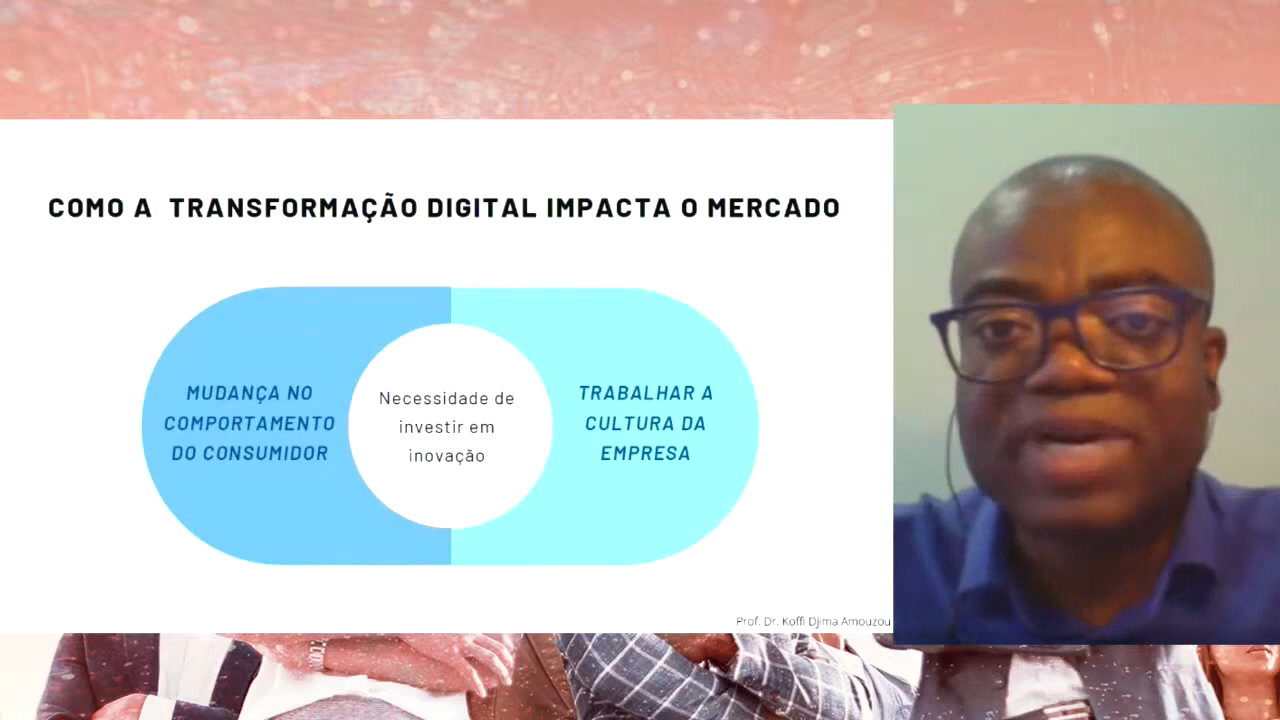 COMO A TRANSFORMAÇÃO DIGITAL IMPACTA O MERCADO
MUDANÇA NO
COMPORTAMENTO
DO CONSUMIDOR
Necessidade de
investir em
inovação
TRABALHAR A
CULTURA DA
EMPRESA
Prof. Dr. Koffi Djima Amouzou